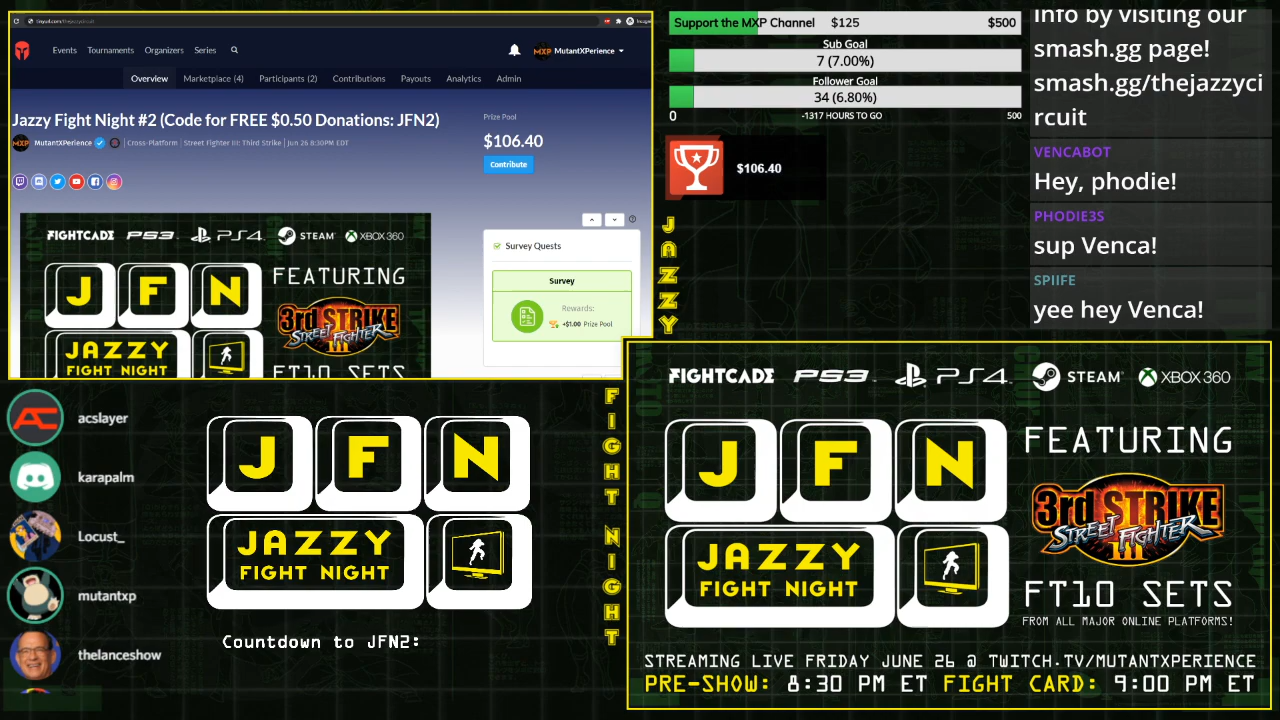 tinyurl.com/thejazzycircuit
Events Tournaments Organizers Series
MXP MutantXPerience
Overview Marketplace (4) Participants (2) Contributions Payouts Analytics Admin
Jazzy Fight Night #2 (Code for FREE $0.50 Donations: JFN2)
MXP MutantXPerience Cross-Platform | Street Fighter III: Third Strike | Jun 26 8:30PM EDT
Prize Pool
$106.40
Contribute
FIGHTCADE PS3 PS4 STEAM XBOX 360
J F N
FEATURING
3rd STRIKE
STREET FIGHTER
III
JAZZY
FIGHT NIGHT
FT10 SETS
Survey Quests
Survey
Rewards:
+$1.00 Prize Pool
Support the MXP Channel $125 $500
Sub Goal
7 (7.00%)
Follower Goal
34 (6.80%)
0 -1317 HOURS TO GO 500
$106.40
JAZZY
FIGHT
NIGHT
info by visiting our
smash.gg page!
smash.gg/thejazzyci
rcuit
VENCABOT
Hey, phodie!
PHODIE3S
sup Venca!
SPIIFE
yee hey Venca!
AC acslayer
karapalm
Locust_
mutantxp
thelanceshow
J F N
JAZZY
FIGHT NIGHT
Countdown to JFN2:
FIGHTCADE PS3 PS4 STEAM XBOX 360
J F N
JAZZY
FIGHT NIGHT
FEATURING
3rd STRIKE
STREET FIGHTER
III
FT10 SETS
FROM ALL MAJOR ONLINE PLATFORMS!
STREAMING LIVE FRIDAY JUNE 26 @ TWITCH.TV/MUTANTXPERIENCE
PRE-SHOW: 8:30 PM ET FIGHT CARD: 9:00 PM ET